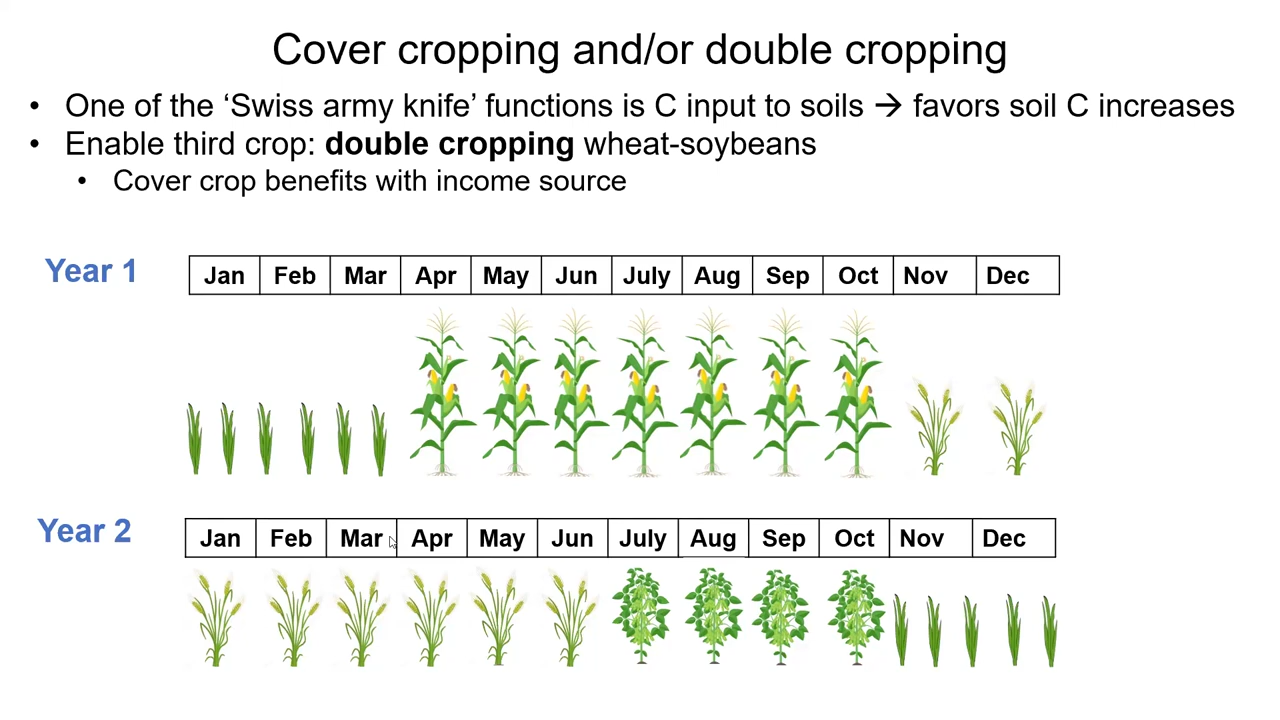 Cover cropping and/or double cropping
• One of the ‘Swiss army knife’ functions is C input to soils → favors soil C increases
• Enable third crop: double cropping wheat-soybeans
• Cover crop benefits with income source
Year 1
Jan Feb Mar Apr May Jun July Aug Sep Oct Nov Dec
Year 2
Jan Feb Mar Apr May Jun July Aug Sep Oct Nov Dec